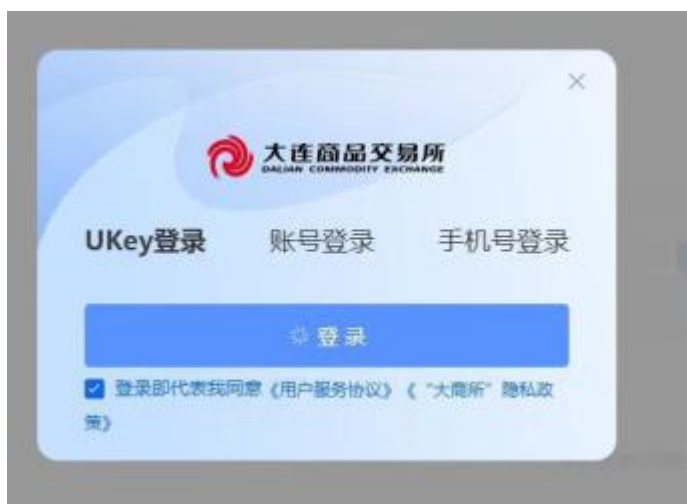 大连商品交易所
DALIAN COMMODITY EXCHANGE
UKey登录 账号登录 手机号登录
登录
登录即代表我同意《用户服务协议》《“大商所”隐私政
策》